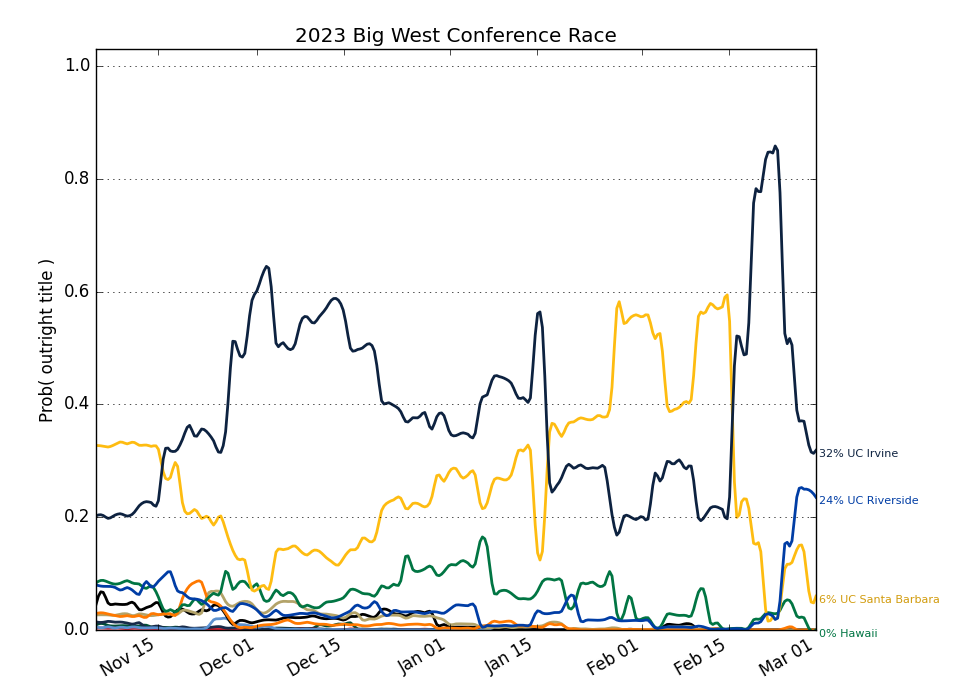 2023 Big West Conference Race
Prob( outright title )
1.0
0.8
0.6
0.4
0.2
0.0
32% UC Irvine
24% UC Riverside
6% UC Santa Barbara
0% Hawaii
Nov 15
Dec 01
Dec 15
Jan 01
Jan 15
Feb 01
Feb 15
Mar 01